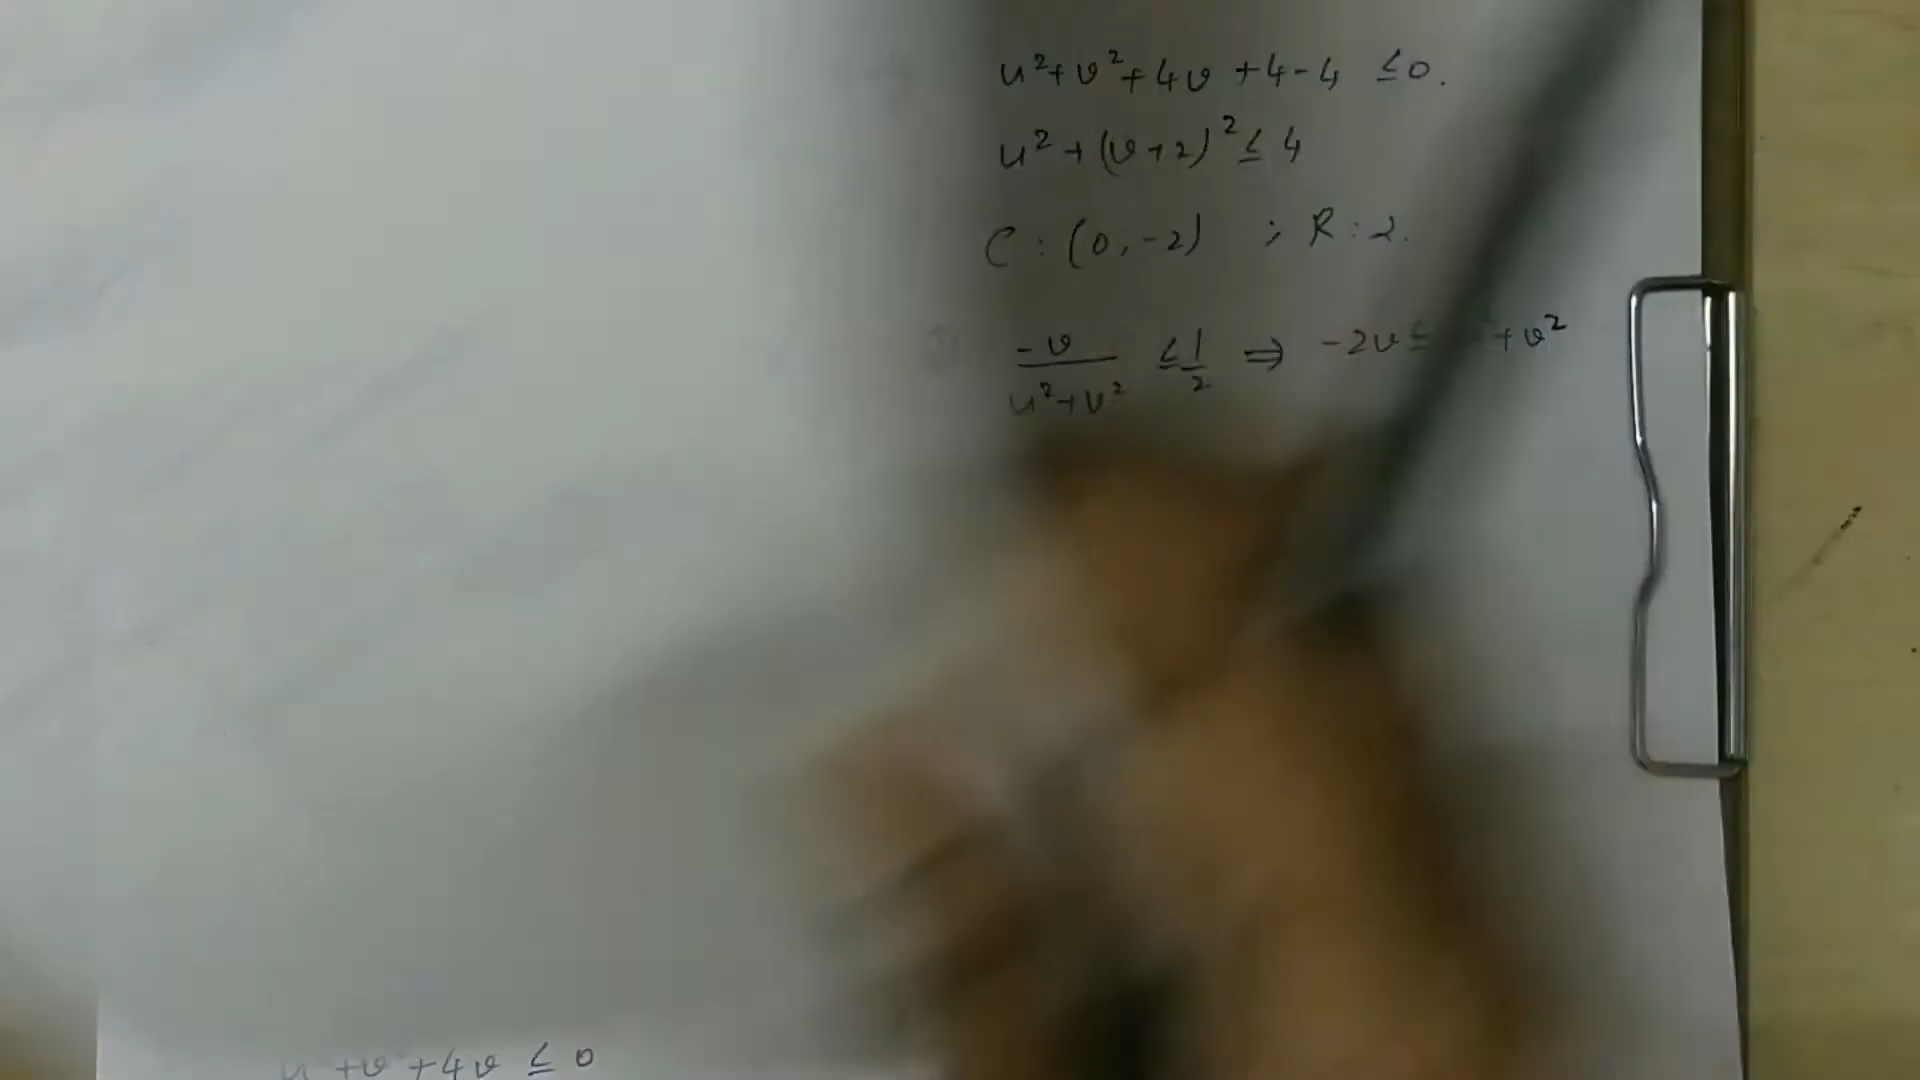 u²+v²+4v+4-4 ≤0.
u²+(v+2)²≤ 4
C : (0,-2) ; R : 2.
-v/u²+v² ≤ 1/2 ⇒ -2v ≤ +v²
u +v +4v ≤ 0